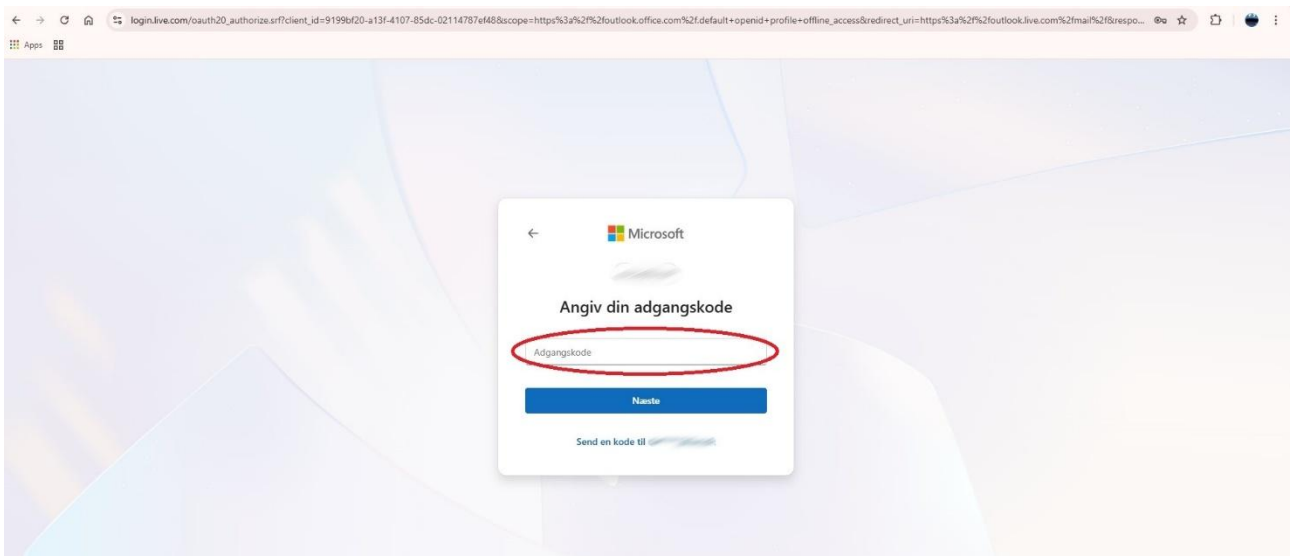 login.live.com/oauth20_authorize.srf?client_id=9199bf20-a13f-4107-85dc-02114787ef48&scope=https%3a%2f%2foutlook.office.com%2f.default+openid+profile+offline_access&redirect_uri=https%3a%2f%2foutlook.live.com%2fmail%2f&respo...
Apps
Microsoft
Angiv din adgangskode
Adgangskode
Næste
Send en kode til